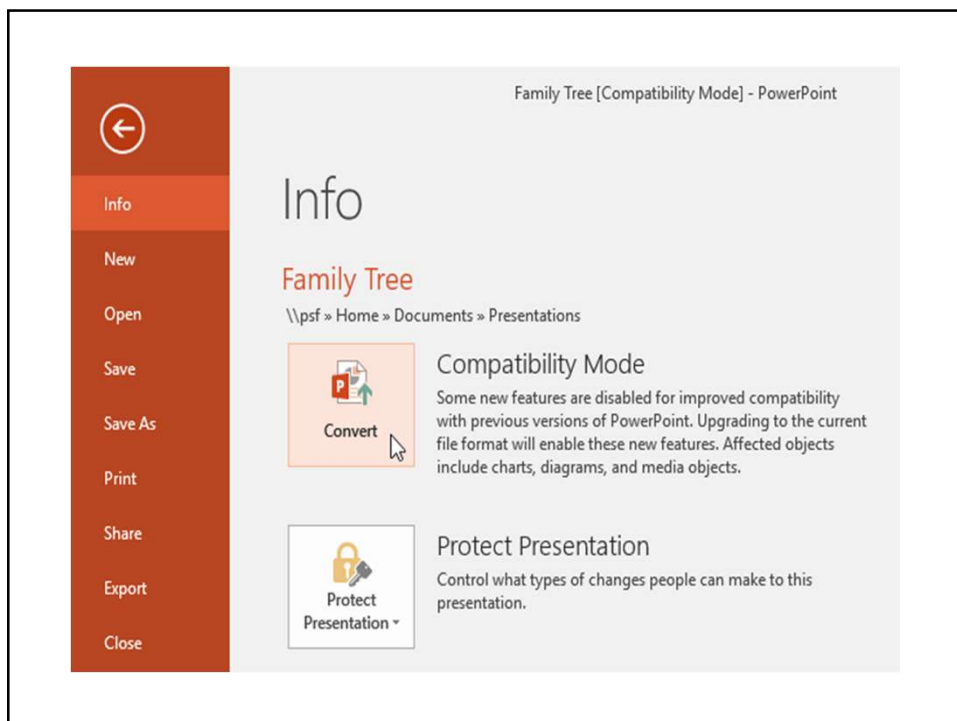 Family Tree [Compatibility Mode] - PowerPoint
Info
New
Open
Save
Save As
Print
Share
Export
Close
Info
Family Tree
\\psf » Home » Documents » Presentations
P
Convert
Compatibility Mode
Some new features are disabled for improved compatibility
with previous versions of PowerPoint. Upgrading to the current
file format will enable these new features. Affected objects
include charts, diagrams, and media objects.
Protect
Presentation
Protect Presentation
Control what types of changes people can make to this
presentation.